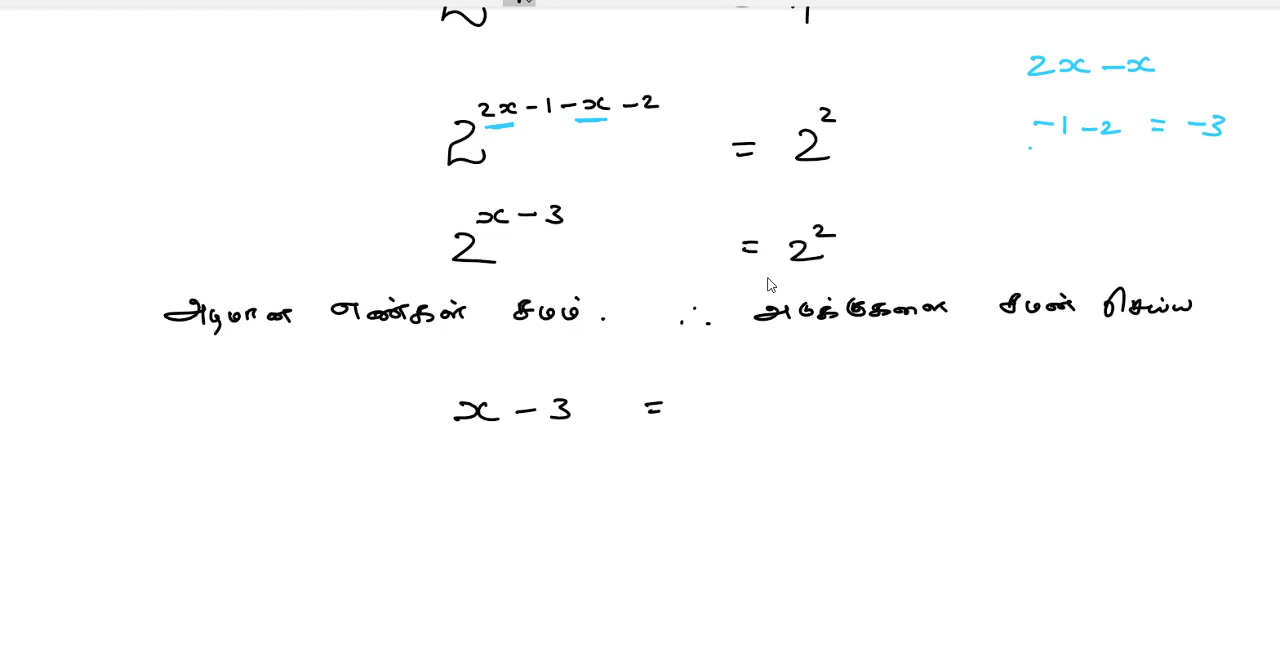 2x - x
2^{2x - 1 - x - 2} = 2^2
-1 - 2 = -3
2^{x - 3} = 2^2
அடிமான எண்கள் சமம். ∴ அடுக்குகளை சமன் செய்ய
x - 3 =